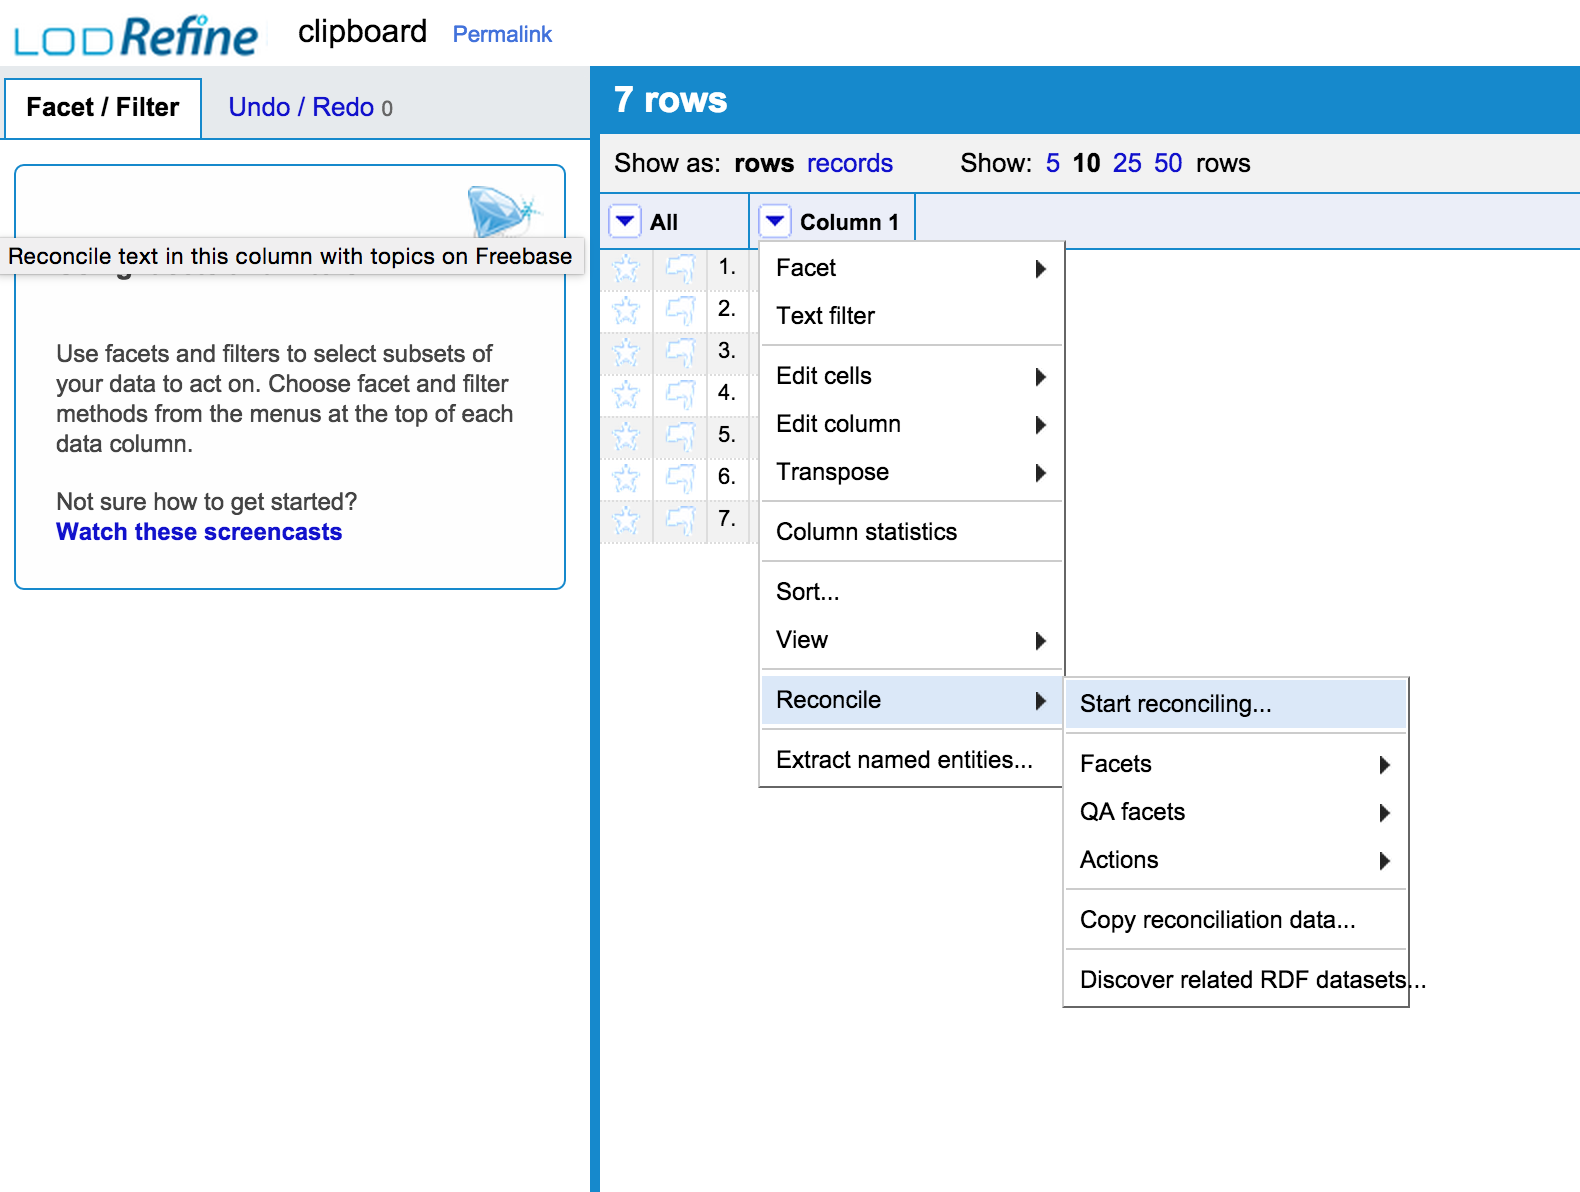 LOD Refine clipboard Permalink
Facet / Filter Undo / Redo 0
7 rows
Show as: rows records Show: 5 10 25 50 rows
All Column 1
Reconcile text in this column with topics on Freebase
Use facets and filters to select subsets of
your data to act on. Choose facet and filter
methods from the menus at the top of each
data column.
Not sure how to get started?
Watch these screencasts
1.
2.
3.
4.
5.
6.
7.
Facet
Text filter
Edit cells
Edit column
Transpose
Column statistics
Sort...
View
Reconcile
Extract named entities...
Start reconciling...
Facets
QA facets
Actions
Copy reconciliation data...
Discover related RDF datasets...